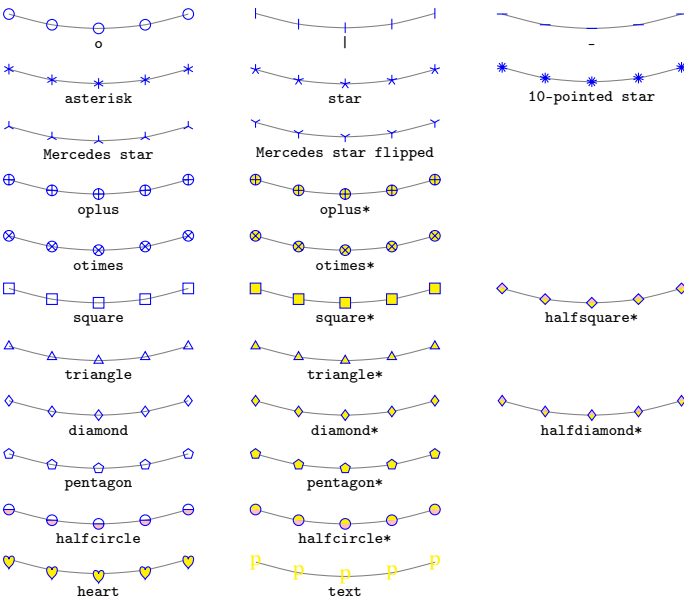 o | -
asterisk star 10-pointed star
Mercedes star Mercedes star flipped
oplus oplus*
otimes otimes*
square square* halfsquare*
triangle triangle*
diamond diamond* halfdiamond*
pentagon pentagon*
halfcircle halfcircle*
p p p p p
heart text